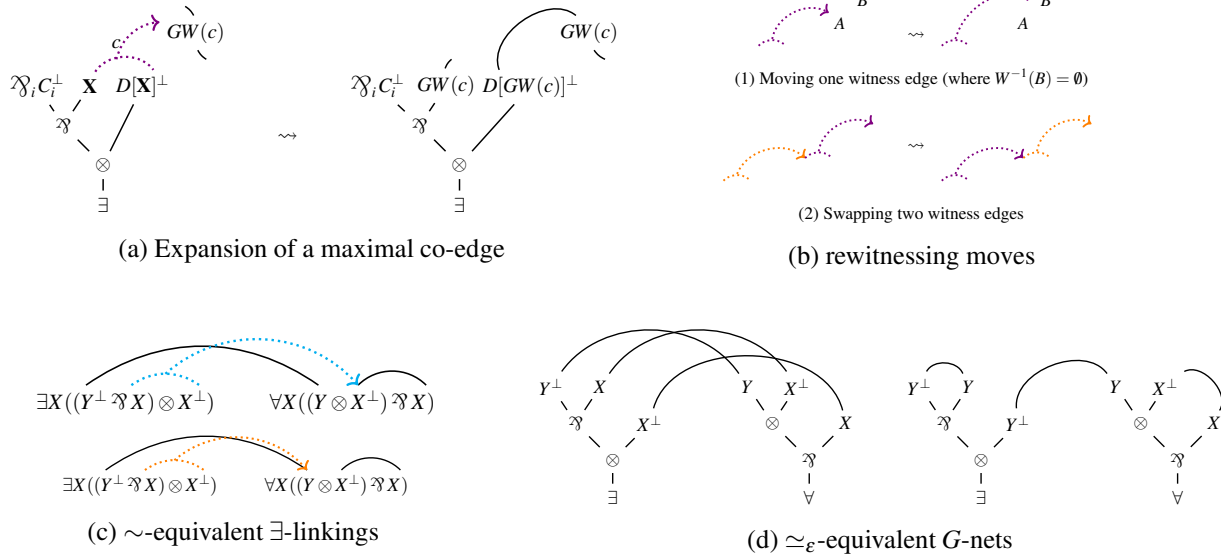 c
GW(c)
⅋ᵢCᵢ^⊥ X D[X]^⊥
⅋
⊗
∃
⇝
GW(c)
⅋ᵢCᵢ^⊥ GW(c) D[GW(c)]^⊥
⅋
⊗
∃
(a) Expansion of a maximal co-edge
A ⇝ A
(1) Moving one witness edge (where W⁻¹(B) = ∅)
⇝
(2) Swapping two witness edges
(b) rewitnessing moves
∃X((Y^⊥ ⅋ X) ⊗ X^⊥) ∀X((Y ⊗ X^⊥) ⅋ X)
∃X((Y^⊥ ⅋ X) ⊗ X^⊥) ∀X((Y ⊗ X^⊥) ⅋ X)
(c) ∼-equivalent ∃-linkings
Y^⊥ X Y X^⊥
⅋ X^⊥ ⊗ X
⊗ ⅋
∃ ∀
Y^⊥ Y Y X^⊥
⅋ Y^⊥ ⊗ X
⊗ ⅋
∃ ∀
(d) ≃_ε-equivalent G-nets